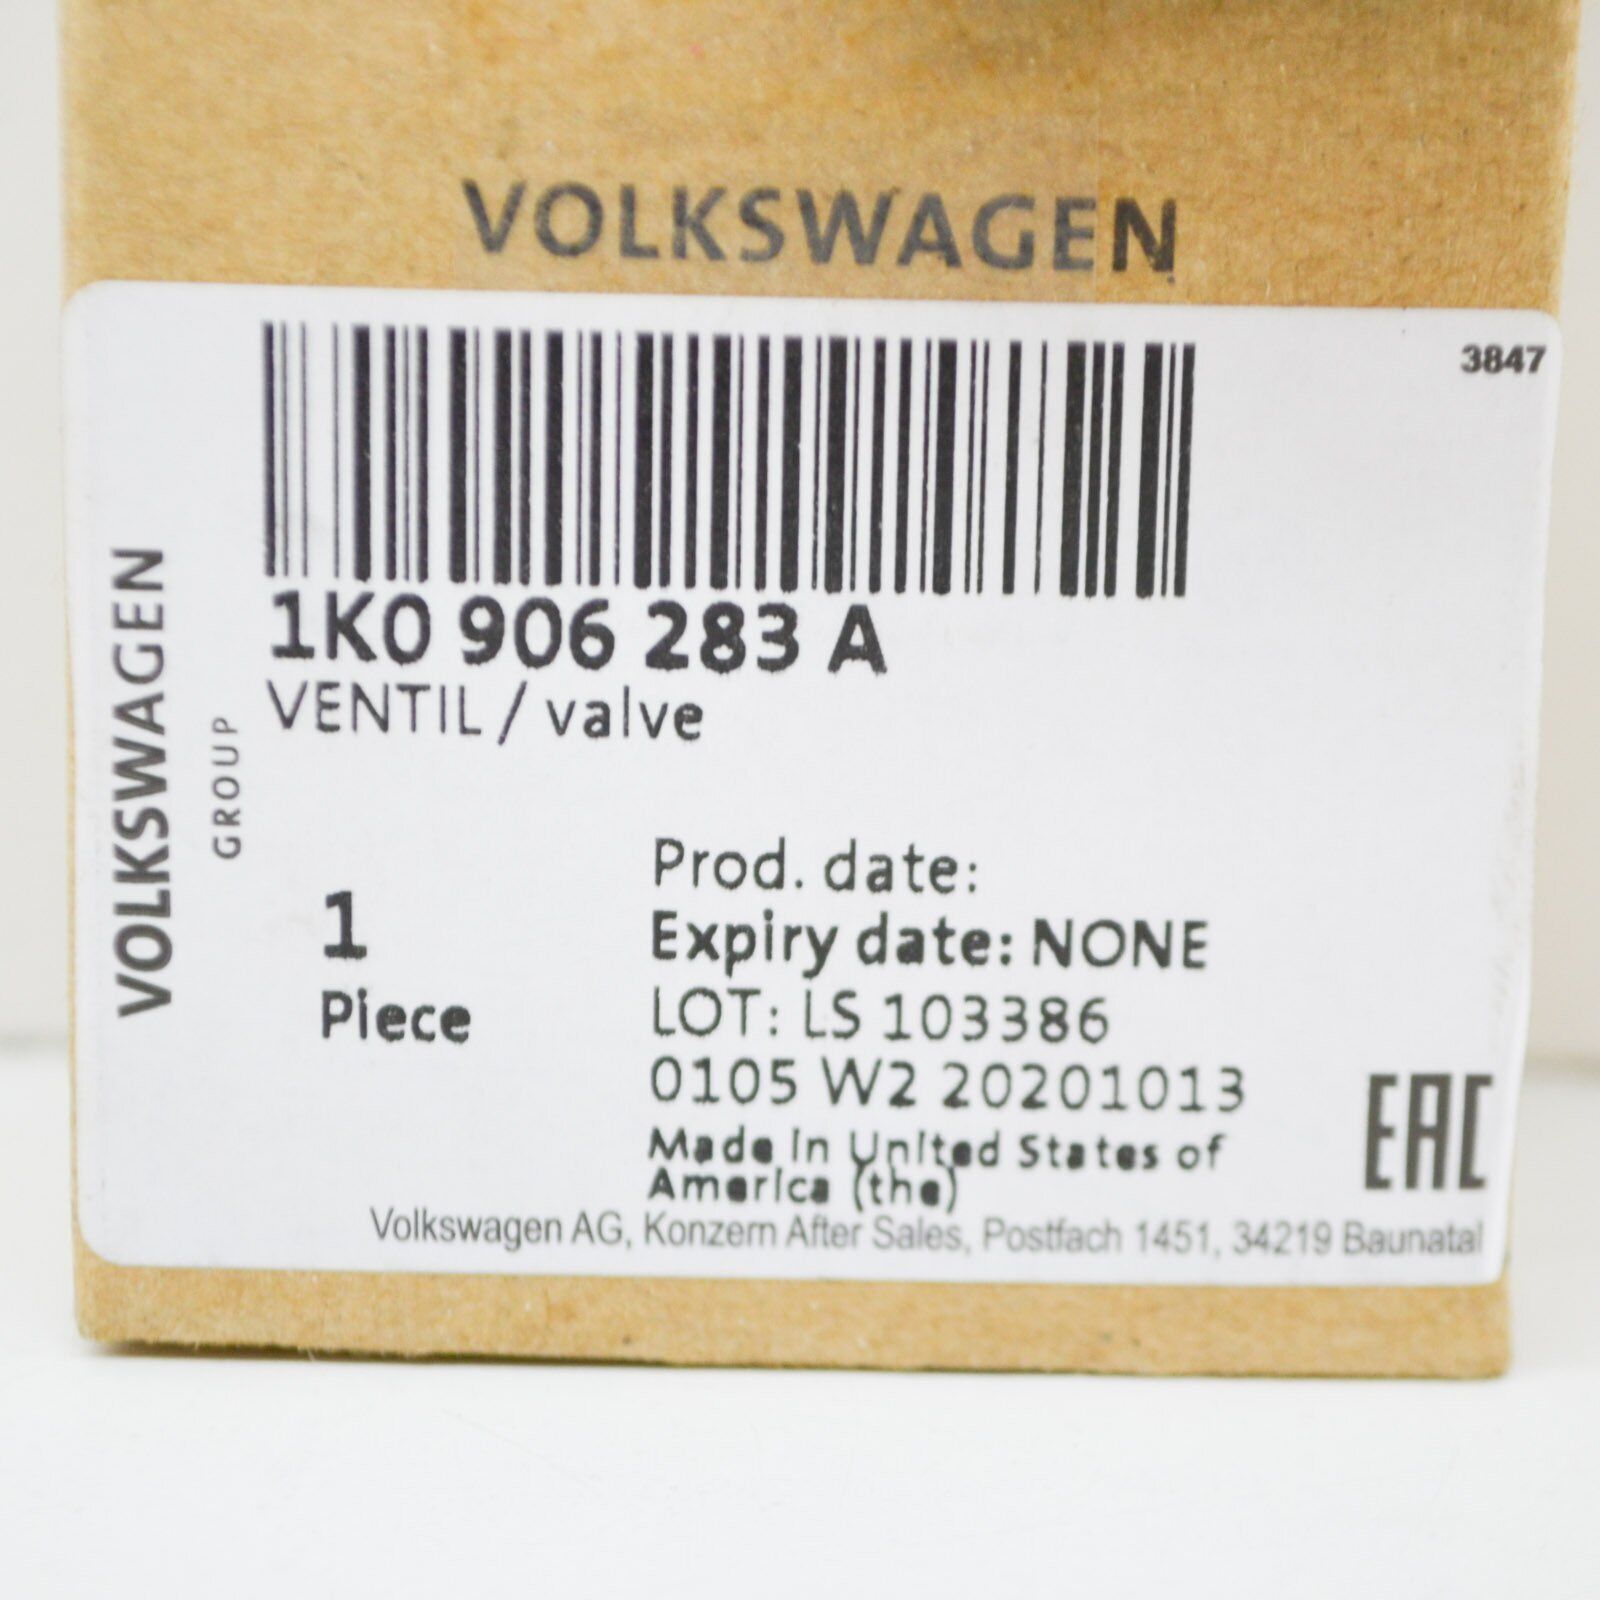 VOLKSWAGEN
3847
VOLKSWAGEN
GROUP
1K0 906 283 A
VENTIL / valve
1
Piece
Prod. date:
Expiry date: NONE
LOT: LS 103386
0105 W2 20201013
Made in United States of
America (the)
EAC
Volkswagen AG, Konzern After Sales, Postfach 1451, 34219 Baunatal